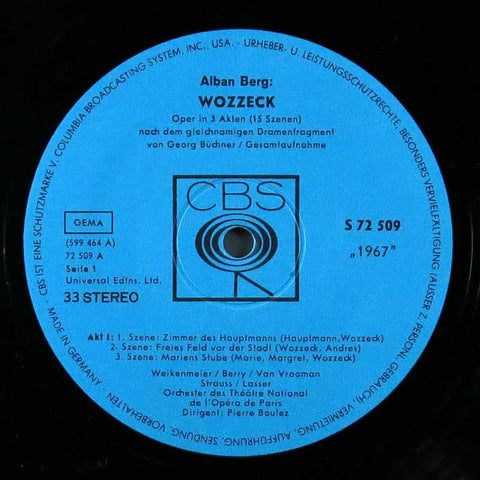 CBS IST EINE SCHUTZMARKE V. COLUMBIA BROADCASTING SYSTEM, INC., USA. - URHEBER- U. LEISTUNGSSCHUTZRECHTE, BESONDERS VERVIELFÄLTIGUNG (AUSSER Z. PERSÖNL. GEBRAUCH), VERMIETUNG, AUFFÜHRUNG, SENDUNG, VORBEHALTEN. · MADE IN GERMANY ·
Alban Berg:
WOZZECK
Oper in 3 Akten (15 Szenen)
nach dem gleichnamigen Dramenfragment
von Georg Büchner / Gesamtaufnahme
CBS
GEMA
(599 464 A)
72 509 A
Seite 1
Universal Edtns. Ltd.
33 STEREO
S 72 509
„1967"
Akt I: 1. Szene: Zimmer des Hauptmanns (Hauptmann, Wozzeck)
2. Szene: Freies Feld vor der Stadt (Wozzeck, Andres)
3. Szene: Mariens Stube (Marie, Margret, Wozzeck)
Weikenmeier / Berry / Van Vrooman
Strauss / Lasser
Orchester des Théâtre National
de l'Opéra de Paris
Dirigent: Pierre Boulez